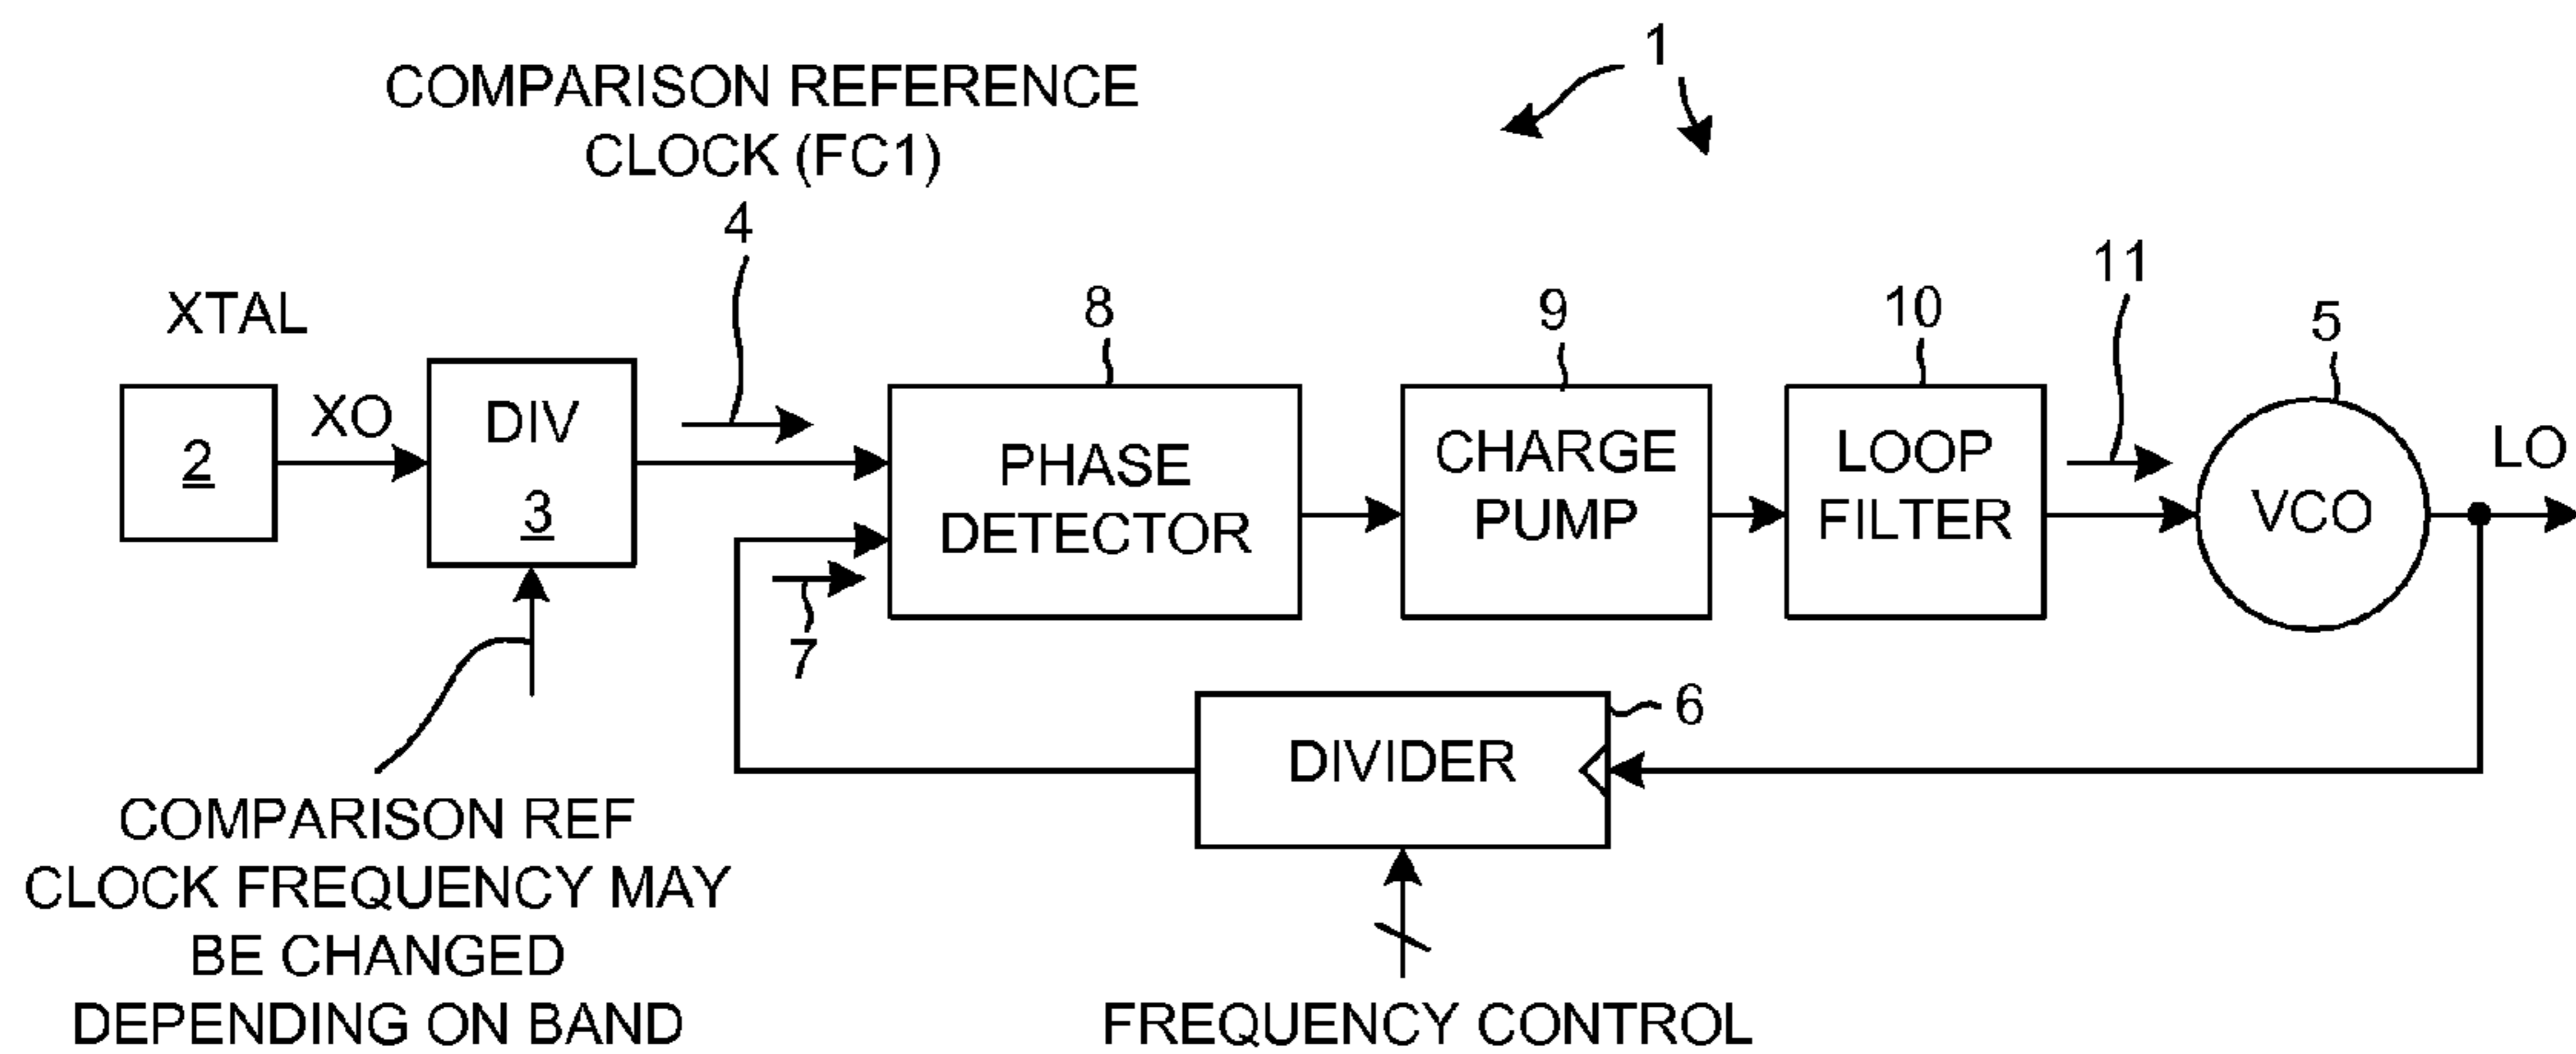 1
COMPARISON REFERENCE
CLOCK (FC1)
4
XTAL
8
9
10
11
5
2
XO
DIV
3
PHASE
DETECTOR
CHARGE
PUMP
LOOP
FILTER
VCO
LO
7
6
DIVIDER
COMPARISON REF
CLOCK FREQUENCY MAY
BE CHANGED
DEPENDING ON BAND
FREQUENCY CONTROL